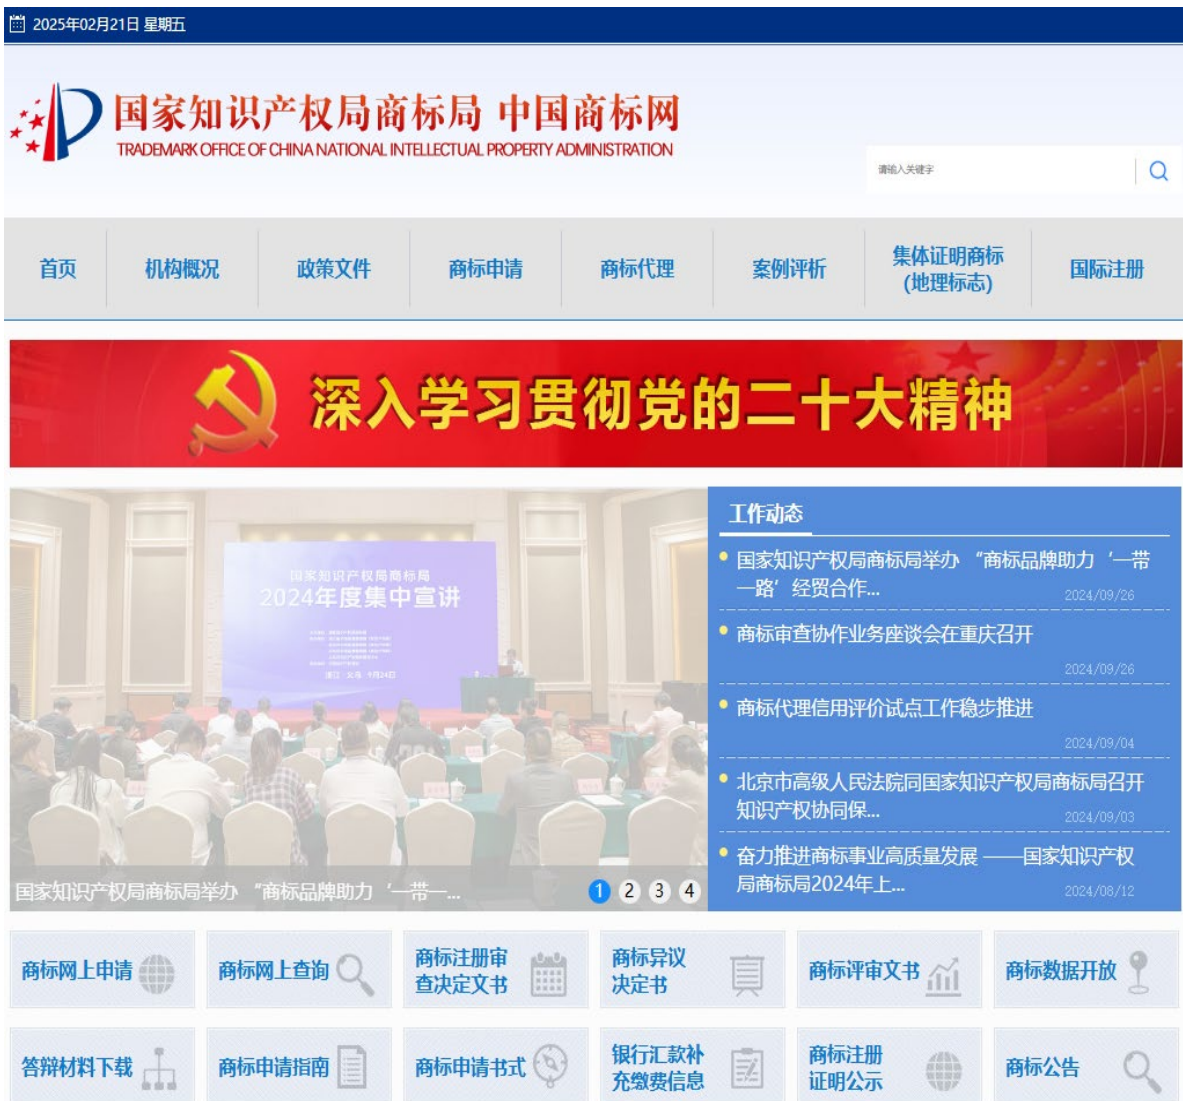 2025年02月21日 星期五
国家知识产权局商标局 中国商标网
TRADEMARK OFFICE OF CHINA NATIONAL INTELLECTUAL PROPERTY ADMINISTRATION
请输入关键字
首页
机构概况
政策文件
商标申请
商标代理
案例评析
集体证明商标
(地理标志)
国际注册
深入学习贯彻党的二十大精神
国家知识产权局商标局
2024年度集中宣讲
浙江·义乌 9月24日
国家知识产权局商标局举办 “商标品牌助力‘一带一...
1 2 3 4
工作动态
国家知识产权局商标局举办 “商标品牌助力‘一带
一路’经贸合作...
2024/09/26
商标审查协作业务座谈会在重庆召开
2024/09/26
商标代理信用评价试点工作稳步推进
2024/09/04
北京市高级人民法院同国家知识产权局商标局召开
知识产权协同保...
2024/09/03
奋力推进商标事业高质量发展 ——国家知识产权
局商标局2024年上...
2024/08/12
商标网上申请
商标网上查询
商标注册审
查决定文书
商标异议
决定书
商标评审文书
商标数据开放
答辩材料下载
商标申请指南
商标申请书式
银行汇款补
充缴费信息
商标注册
证明公示
商标公告